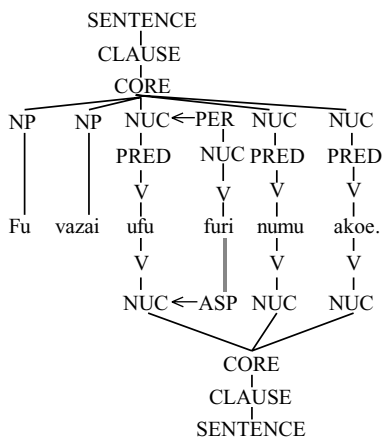 SENTENCE
CLAUSE
CORE
NP NP NUC PER NUC NUC
PRED NUC PRED PRED
V V V V
Fu vazai ufu furi numu akoe.
V V V
NUC ASP NUC NUC
CORE
CLAUSE
SENTENCE